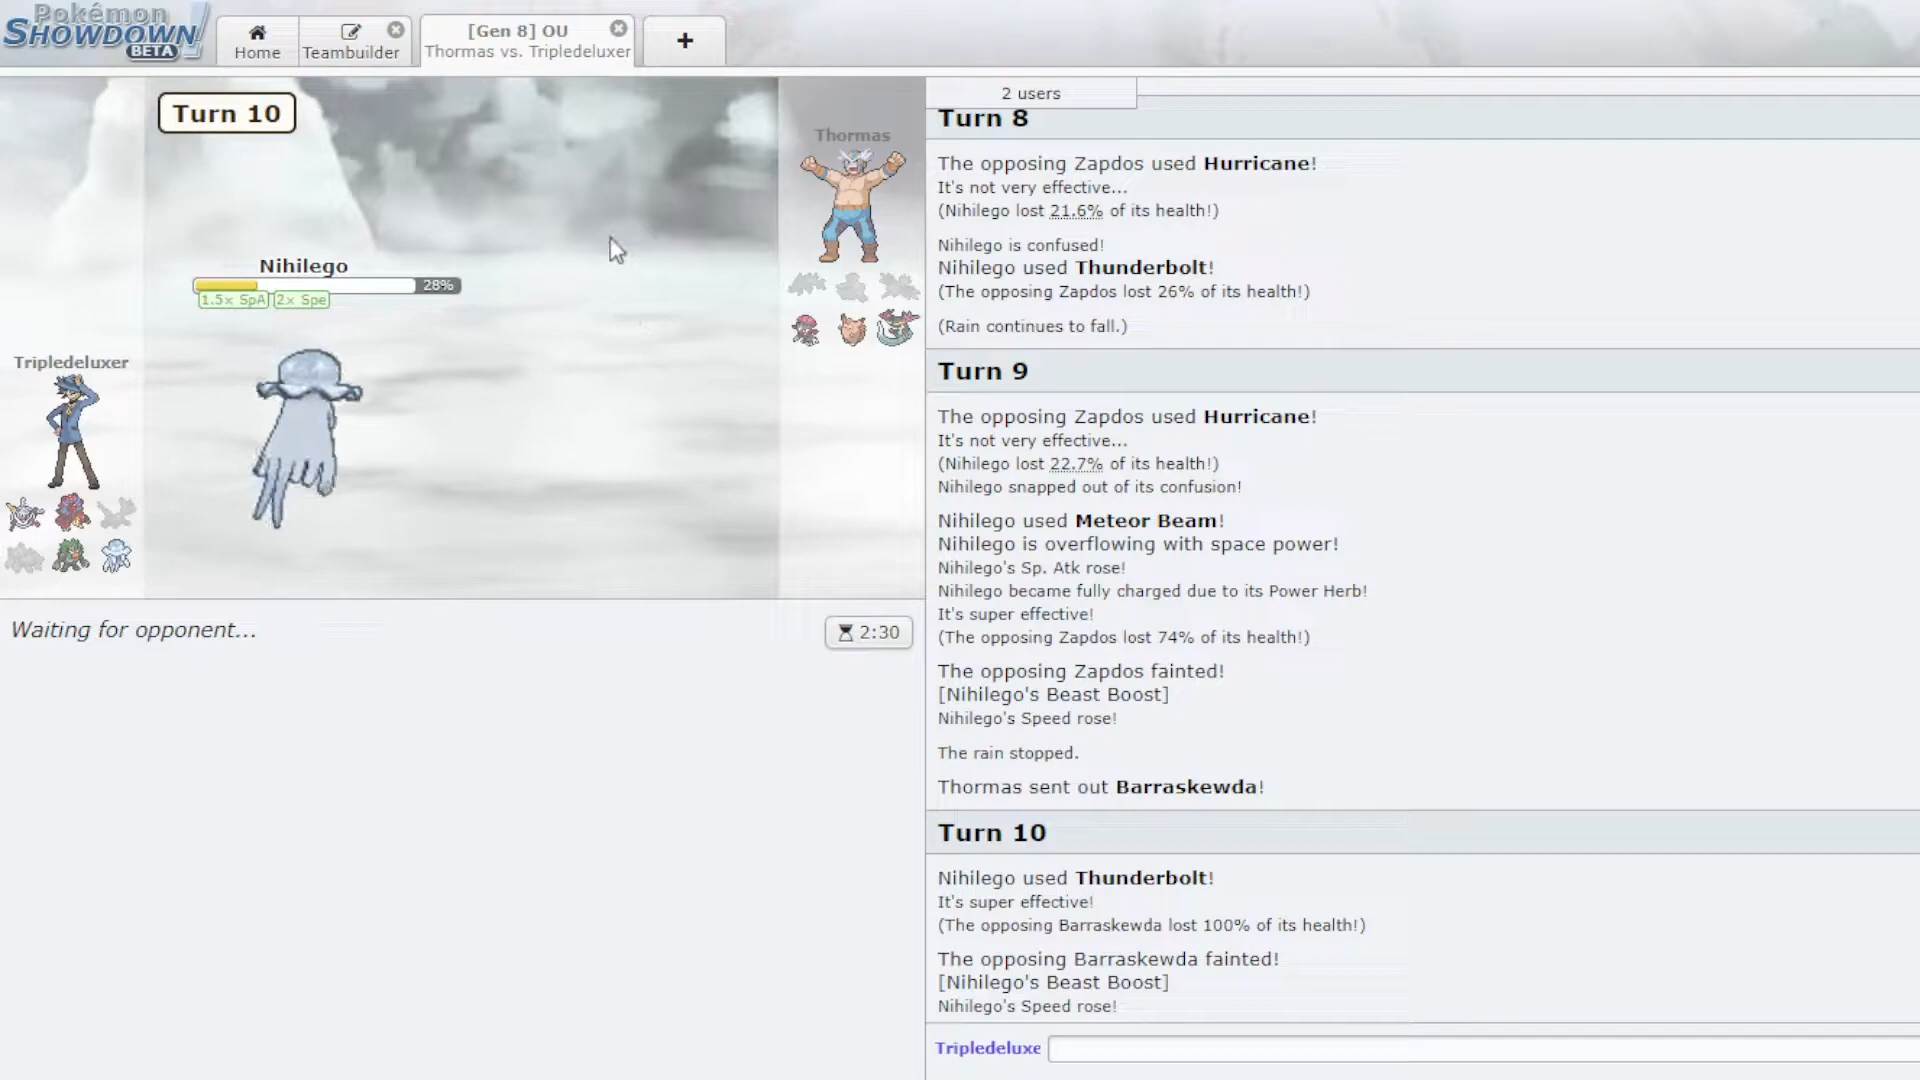 Pokémon
SHOWDOWN
BETA
Home
Teambuilder
[Gen 8] OU
Thormas vs. Tripledeluxer
+
Turn 10
Thormas
Nihilego
28%
1.5× SpA 2× Spe
Tripledeluxer
Waiting for opponent...
2:30
2 users
Turn 8
The opposing Zapdos used Hurricane!
It's not very effective...
(Nihilego lost 21.6% of its health!)
Nihilego is confused!
Nihilego used Thunderbolt!
(The opposing Zapdos lost 26% of its health!)
(Rain continues to fall.)
Turn 9
The opposing Zapdos used Hurricane!
It's not very effective...
(Nihilego lost 22.7% of its health!)
Nihilego snapped out of its confusion!
Nihilego used Meteor Beam!
Nihilego is overflowing with space power!
Nihilego's Sp. Atk rose!
Nihilego became fully charged due to its Power Herb!
It's super effective!
(The opposing Zapdos lost 74% of its health!)
The opposing Zapdos fainted!
[Nihilego's Beast Boost]
Nihilego's Speed rose!
The rain stopped.
Thormas sent out Barraskewda!
Turn 10
Nihilego used Thunderbolt!
It's super effective!
(The opposing Barraskewda lost 100% of its health!)
The opposing Barraskewda fainted!
[Nihilego's Beast Boost]
Nihilego's Speed rose!
Tripledeluxe